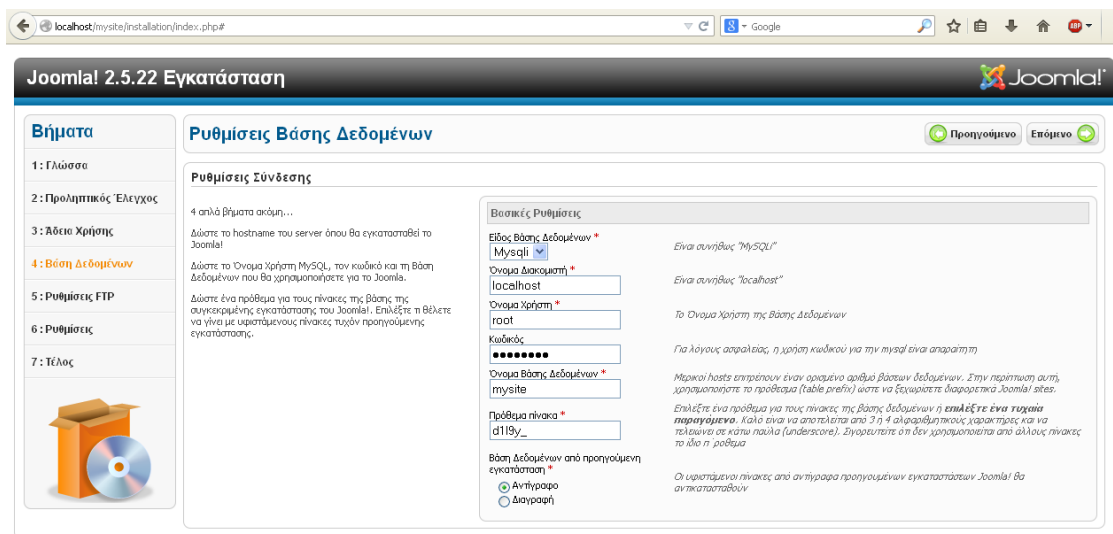 localhost/mysite/installation/index.php#
Google
Joomla! 2.5.22 Εγκατάσταση
Joomla!
Βήματα
1 : Γλώσσα
2 : Προληπτικός Έλεγχος
3 : Άδεια Χρήσης
4 : Βάση Δεδομένων
5 : Ρυθμίσεις FTP
6 : Ρυθμίσεις
7 : Τέλος
Ρυθμίσεις Βάσης Δεδομένων
Προηγούμενο
Επόμενο
Ρυθμίσεις Σύνδεσης
4 απλά βήματα ακόμη...
Δώστε το hostname του server όπου θα εγκατασταθεί το
Joomla!
Δώστε το Όνομα Χρήστη MySQL, τον κωδικό και τη Βάση
Δεδομένων που θα χρησιμοποιήσετε για το Joomla.
Δώστε ένα πρόθεμα για τους πίνακες της βάσης της
συγκεκριμένης εγκατάστασης του Joomla!. Επιλέξτε τι θέλετε
να γίνει με υφιστάμενους πίνακες τυχόν προηγούμενης
εγκατάστασης.
Βασικές Ρυθμίσεις
Είδος Βάσης Δεδομένων *
Mysqli
Είναι συνήθως "MySQLi"
Όνομα Διακομιστή *
localhost
Είναι συνήθως "localhost"
Όνομα Χρήστη *
root
Το Όνομα Χρήστη της Βάσης Δεδομένων
Κωδικός
●●●●●●●●
Για λόγους ασφαλείας, η χρήση κωδικού για την mysql είναι απαραίτητη
Όνομα Βάσης Δεδομένων *
mysite
Μερικοί hosts επιτρέπουν έναν ορισμένο αριθμό βάσεων δεδομένων. Στην περίπτωση αυτή,
χρησιμοποιήστε το πρόθεσμα (table prefix) ώστε να ξεχωρίσετε διαφορετικά Joomla! sites.
Πρόθεμα πίνακα *
d1l9y_
Επιλέξτε ένα πρόθεμα για τους πίνακες της βάσης δεδομένων ή επιλέξτε ένα τυχαία
παραγόμενο. Καλό είναι να αποτελείται από 3 ή 4 αλφαριθμητικούς χαρακτήρες και να
τελειώνει σε κάτω παύλα (underscore). Σιγορευτείτε ότι δεν χρησιμοποιείται από άλλους πίνακες
το ίδιο π ροθεμα
Βάση Δεδομένων από προηγούμενη
εγκατάσταση *
Αντίγραφο
Διαγραφή
Οι υφιστάμενοι πίνακες από αντίγραφα προηγουμένων εγκαταστάσεων Joomla! θα
αντικατασταθούν